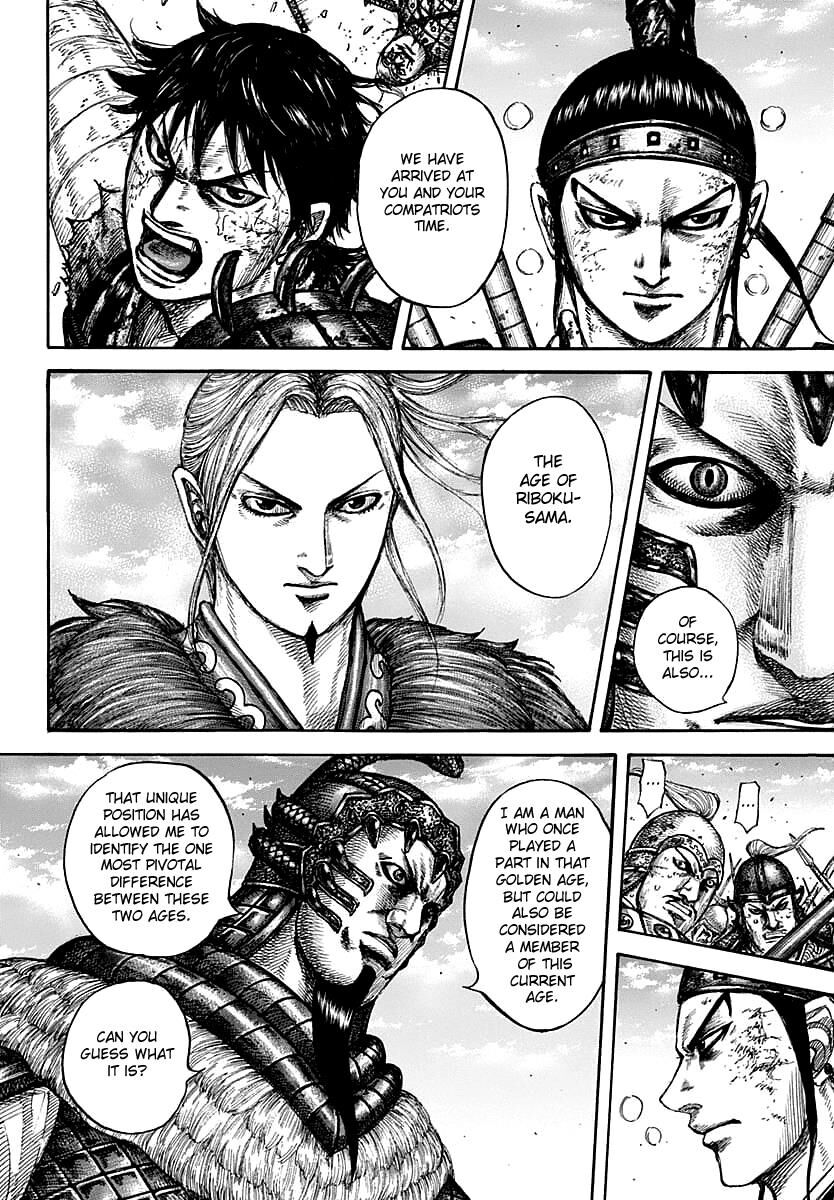 WE HAVE
ARRIVED AT
YOU AND YOUR
COMPATRIOTS
TIME.
OF
COURSE,
THIS IS
ALSO...
THE
AGE OF
RIBOKU-
SAMA.
...
...
I AM A MAN
WHO ONCE
PLAYED A
PART IN THAT
GOLDEN AGE,
BUT COULD
ALSO BE
CONSIDERED
A MEMBER
OF THIS
CURRENT
AGE.
THAT UNIQUE
POSITION HAS
ALLOWED ME TO
IDENTIFY THE ONE
MOST PIVOTAL
DIFFERENCE
BETWEEN THESE
TWO AGES.
CAN YOU
GUESS WHAT
IT IS?